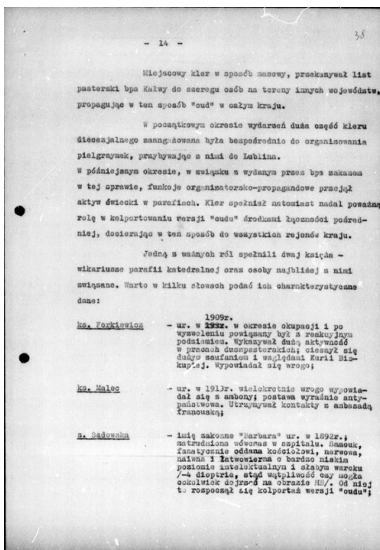 38
- 14 -
Miejscowy kler w sposób masowy, przekazywał list
pasterski bpa Kałwy do szeregu osób na tereny innych województw,
propagując w ten sposób "cud" w całym kraju.
W początkowym okresie wydarzeń duża część kleru
diecezjalnego zaangażowana była bezpośrednio do organizowania
pielgrzymek, przybywając z nimi do Lublina.
W późniejszym okresie, w związku z wydanym przez bpa zakazem
w tej sprawie, funkcje organizatorsko-propagandowe przejął
aktyw świecki w parafiach. Kler spełniał natomiast nadal poważną
rolę w kolportowaniu wersji "cudu" środkami łączności pośred-
niej, docierając w ten sposób do wszystkich rejonów kraju.
Jedną z ważnych ról spełnili dwaj księża -
wikariusze parafii katedralnej oraz osoby najbliżej z nimi
związane. Warto w kilku słowach podać ich charakterystyczne
dane:
1909r.
ks. Forkiewicz - ur. w w okresie okupacji i po
wyzwoleniu powiązany był z reakcyjnym
podziemiem. Wykazywał dużą aktywność
w pracach duszpasterskich; cieszył się
dużym zaufaniem i względami Kurii Bis-
kupiej. Wypowiadał się wrogo;
ks. Malec - ur. w 1913r. wielokrotnie wrogo wypowia-
dał się z ambony; postawa wyraźnie anty-
państwowa. Utrzymywał kontakty z ambasadą
francuską;
s. Sadowska - imię zakonne "Barbara" ur. w 1892r.;
zatrudniona wówczas w szpitalu. Samouk,
fanatycznie oddana kościołowi, nerwowa,
naiwna i łatwowierna o bardzo niskim
poziomie intelektualnym i słabym wzroku
/-4 dioptrie, stąd wątpliwość czy mogła
cokolwiek dojrzeć na obrazie MB/. Od niej
to rozpoczął się kolportaż wersji "cudu";